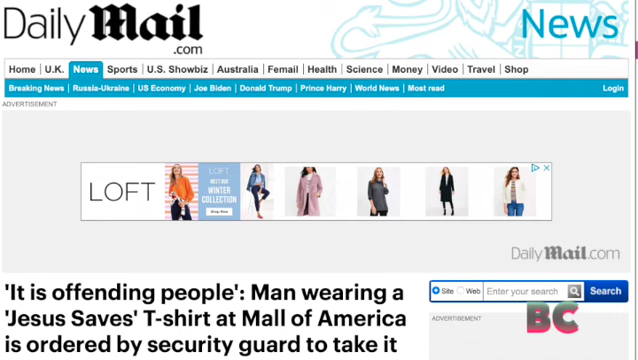 Daily Mail
.com
News
Home U.K. News Sports U.S. Showbiz Australia Femail Health Science Money Video Travel Shop
Breaking News Russia-Ukraine US Economy Joe Biden Donald Trump Prince Harry World News Most read Login
ADVERTISEMENT
LOFT
LOFT
MEET OUR
WINTER
COLLECTION
Shop Now
DailyMail.com
'It is offending people': Man wearing a
'Jesus Saves' T-shirt at Mall of America
is ordered by security guard to take it
Site Web Enter your search Search
ADVERTISEMENT
BC